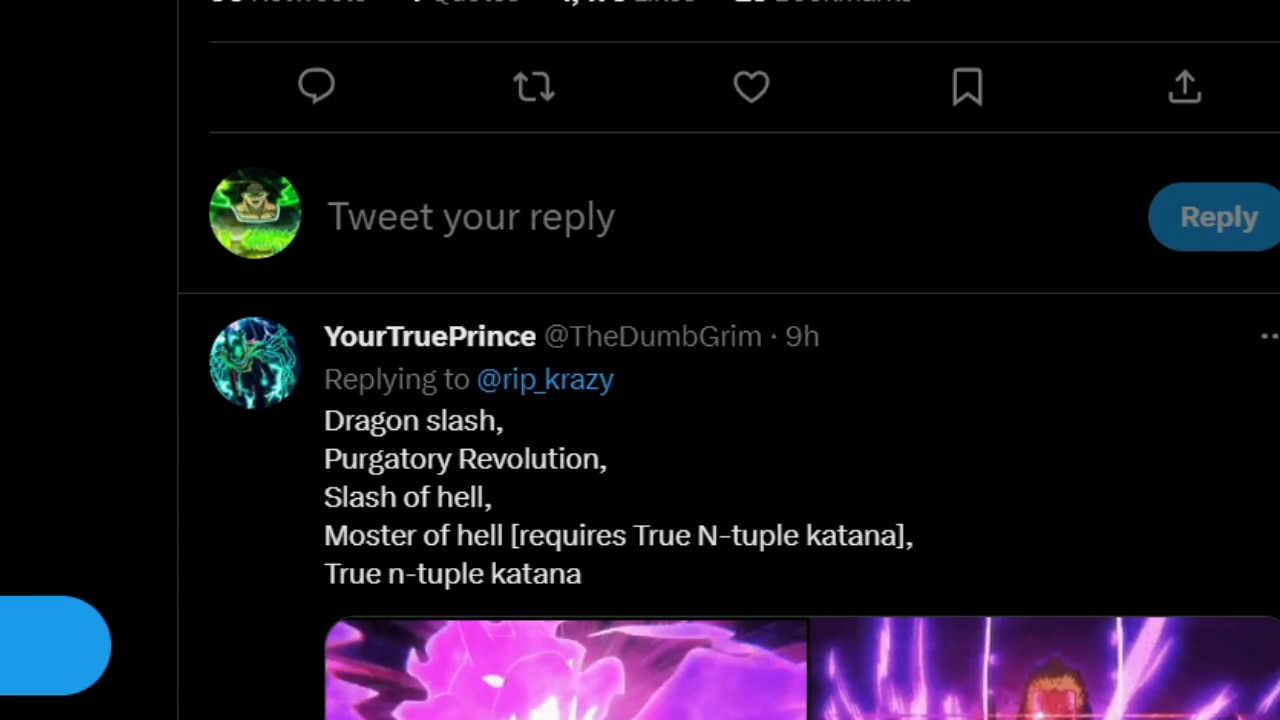 Tweet your reply
Reply
YourTruePrince @TheDumbGrim · 9h
Replying to @rip_krazy
Dragon slash,
Purgatory Revolution,
Slash of hell,
Moster of hell [requires True N-tuple katana],
True n-tuple katana